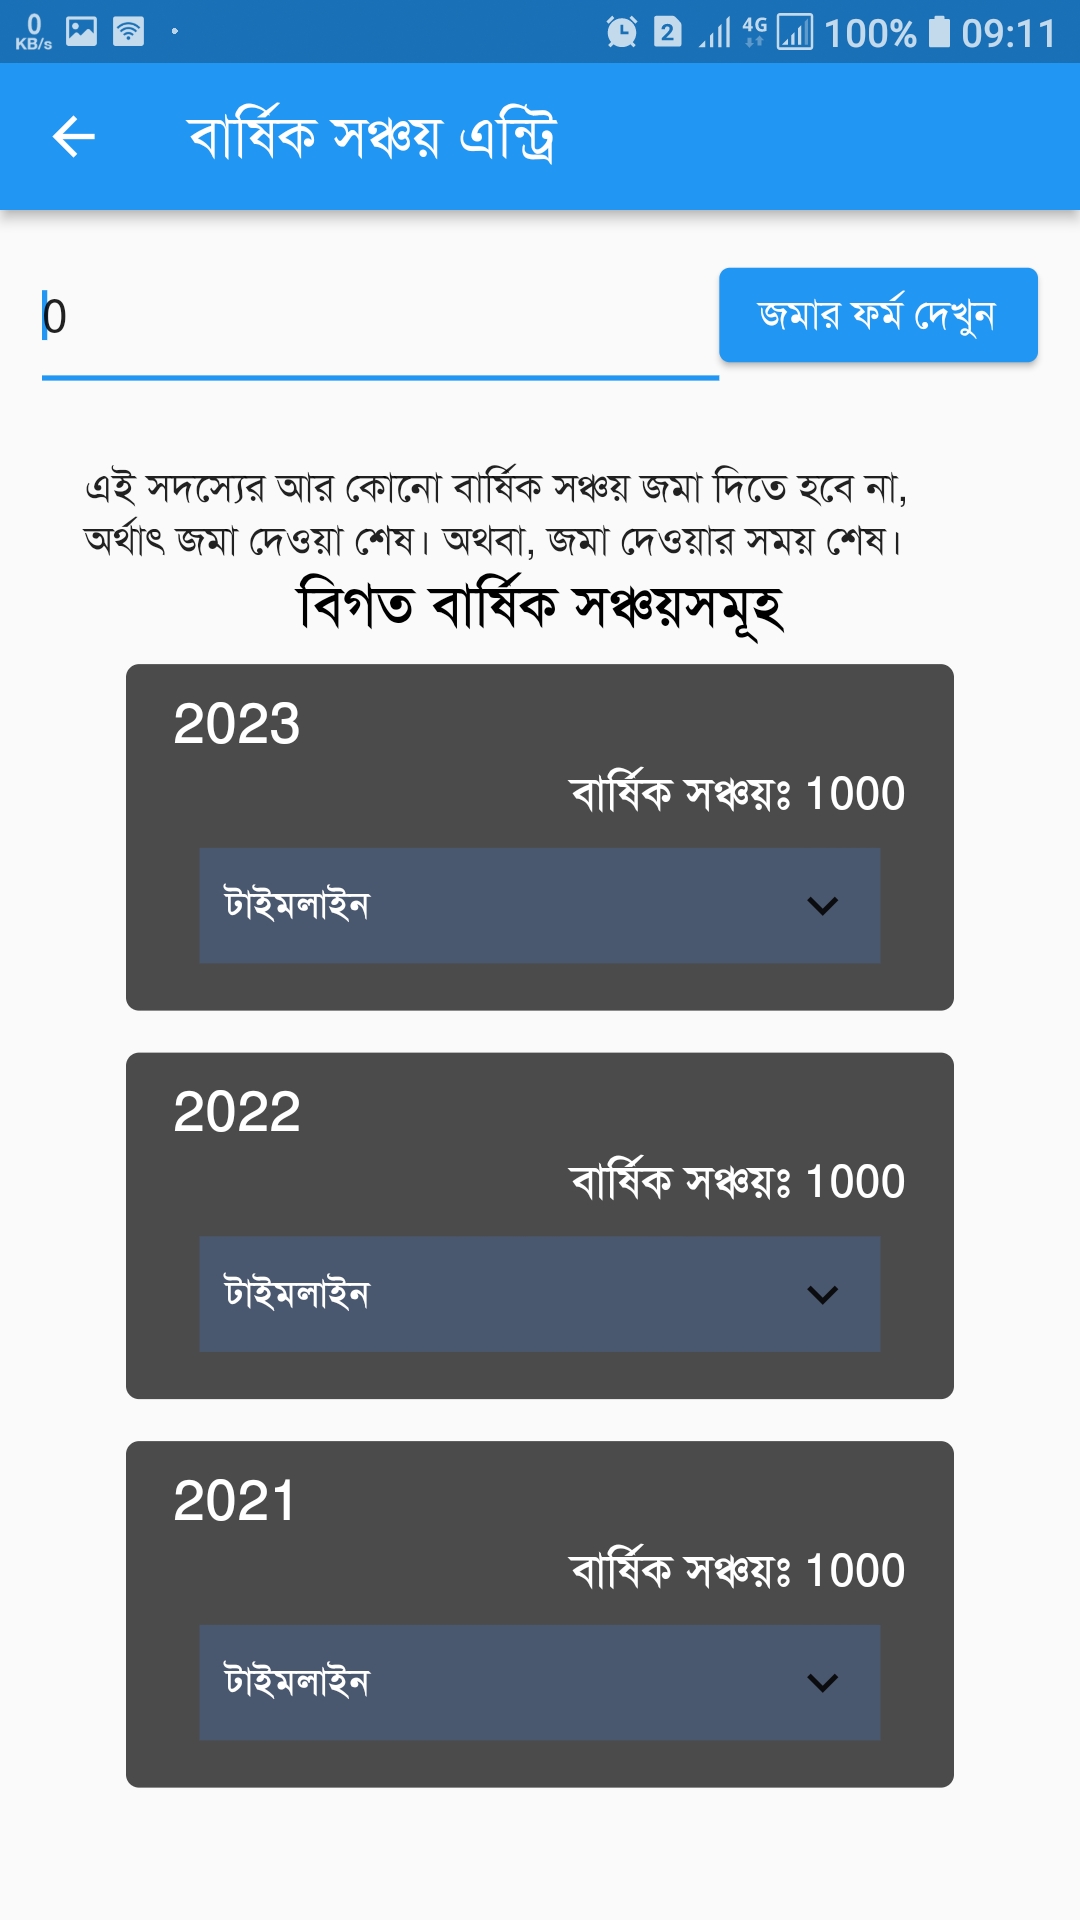 0
KB/s
2
4G
100%
09:11
বার্ষিক সঞ্চয় এন্ট্রি
0
জমার ফর্ম দেখুন
এই সদস্যের আর কোনো বার্ষিক সঞ্চয় জমা দিতে হবে না,
অর্থাৎ জমা দেওয়া শেষ। অথবা, জমা দেওয়ার সময় শেষ।
বিগত বার্ষিক সঞ্চয়সমূহ
2023
বার্ষিক সঞ্চয়ঃ 1000
টাইমলাইন
2022
বার্ষিক সঞ্চয়ঃ 1000
টাইমলাইন
2021
বার্ষিক সঞ্চয়ঃ 1000
টাইমলাইন